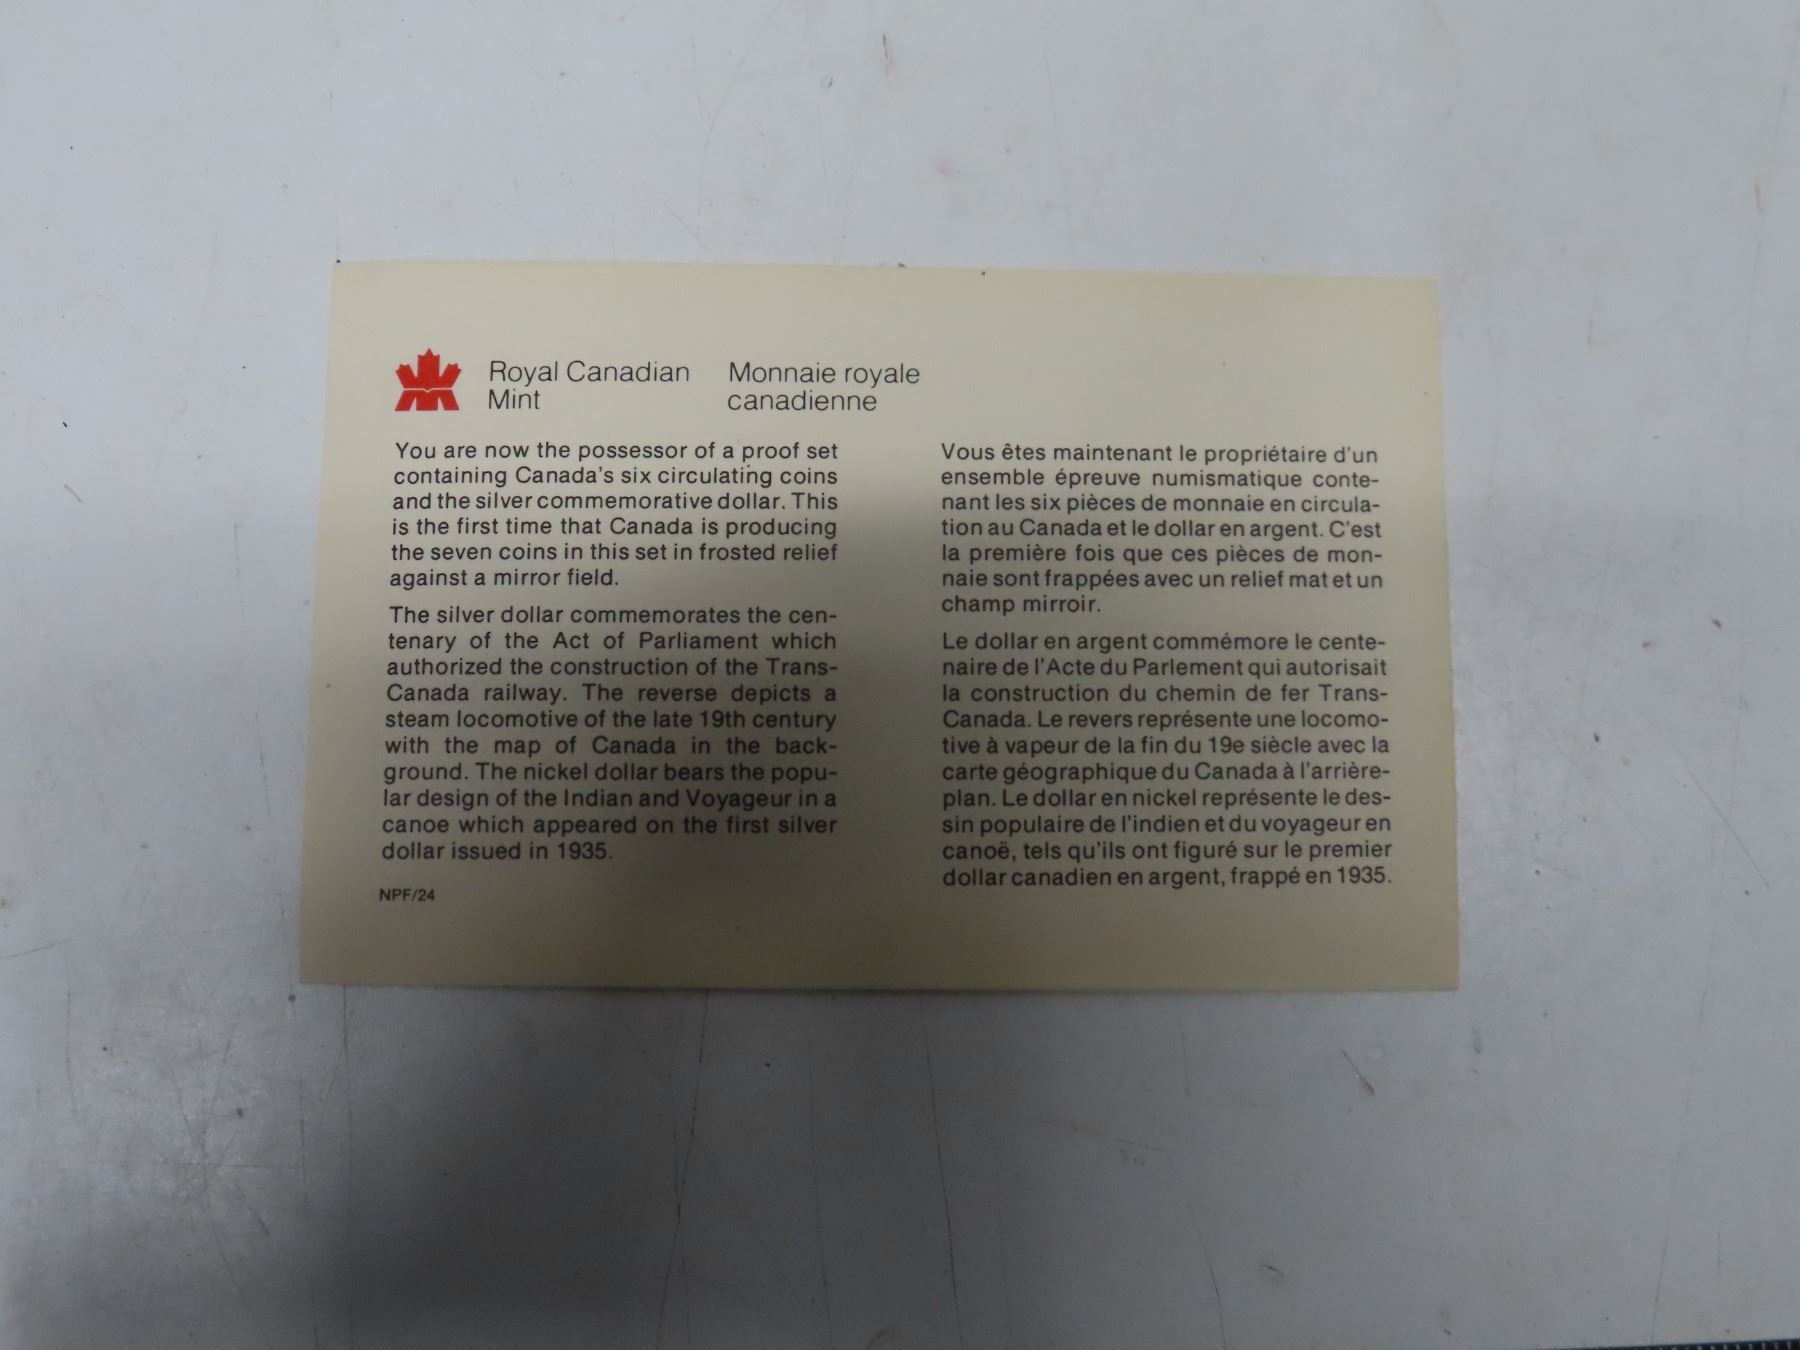 Royal Canadian
Mint
Monnaie royale
canadienne
You are now the possessor of a proof set
containing Canada's six circulating coins
and the silver commemorative dollar. This
is the first time that Canada is producing
the seven coins in this set in frosted relief
against a mirror field.
The silver dollar commemorates the cen-
tenary of the Act of Parliament which
authorized the construction of the Trans-
Canada railway. The reverse depicts a
steam locomotive of the late 19th century
with the map of Canada in the back-
ground. The nickel dollar bears the popu-
lar design of the Indian and Voyageur in a
canoe which appeared on the first silver
dollar issued in 1935.
NPF/24
Vous êtes maintenant le propriétaire d'un
ensemble épreuve numismatique conte-
nant les six pièces de monnaie en circula-
tion au Canada et le dollar en argent. C'est
la première fois que ces pièces de mon-
naie sont frappées avec un relief mat et un
champ mirroir.
Le dollar en argent commémore le cente-
naire de l'Acte du Parlement qui autorisait
la construction du chemin de fer Trans-
Canada. Le revers représente une locomo-
tive à vapeur de la fin du 19e siècle avec la
carte géographique du Canada à l'arrière-
plan. Le dollar en nickel représente le des-
sin populaire de l'indien et du voyageur en
canoë, tels qu'ils ont figuré sur le premier
dollar canadien en argent, frappé en 1935.